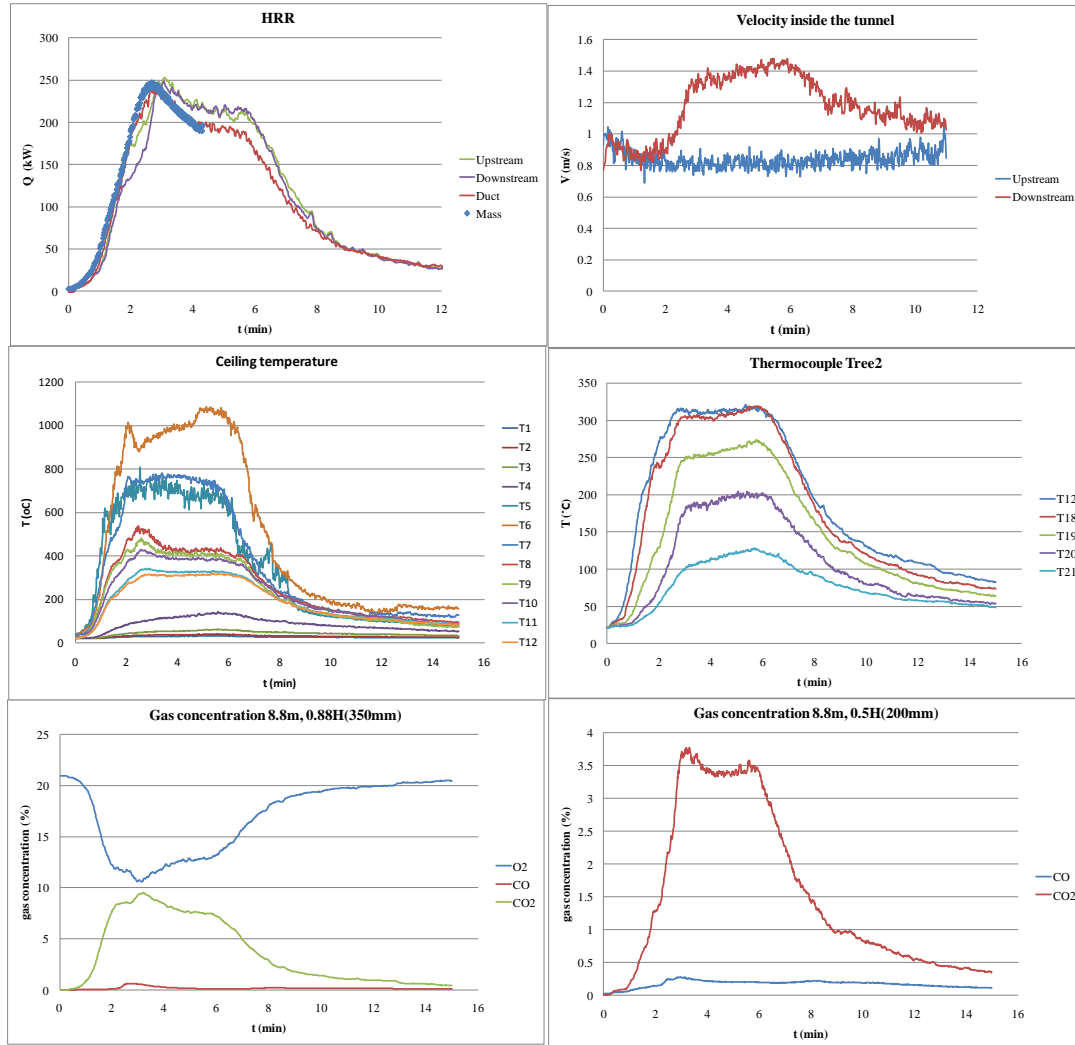 HRR
300
250
200
150
100
50
0
Q (kW)
0 2 4 6 8 10 12
t (min)
Upstream
Downstream
Duct
Mass
Velocity inside the tunnel
1.6
1.4
1.2
1
0.8
0.6
0.4
0.2
0
V (m/s)
0 2 4 6 8 10 12
t (min)
Upstream
Downstream
Ceiling temperature
1200
1000
800
600
400
200
0
T (oC)
0 2 4 6 8 10 12 14 16
t (min)
T1
T2
T3
T4
T5
T6
T7
T8
T9
T10
T11
T12
Thermocouple Tree2
350
300
250
200
150
100
50
0
T (°C)
0 2 4 6 8 10 12 14 16
t (min)
T12
T18
T19
T20
T21
Gas concentration 8.8m, 0.88H(350mm)
25
20
15
10
5
0
gas concentration (%)
0 2 4 6 8 10 12 14 16
t (min)
O2
CO
CO2
Gas concentration 8.8m, 0.5H(200mm)
4
3.5
3
2.5
2
1.5
1
0.5
0
gas concentration (%)
0 2 4 6 8 10 12 14 16
t (min)
CO
CO2